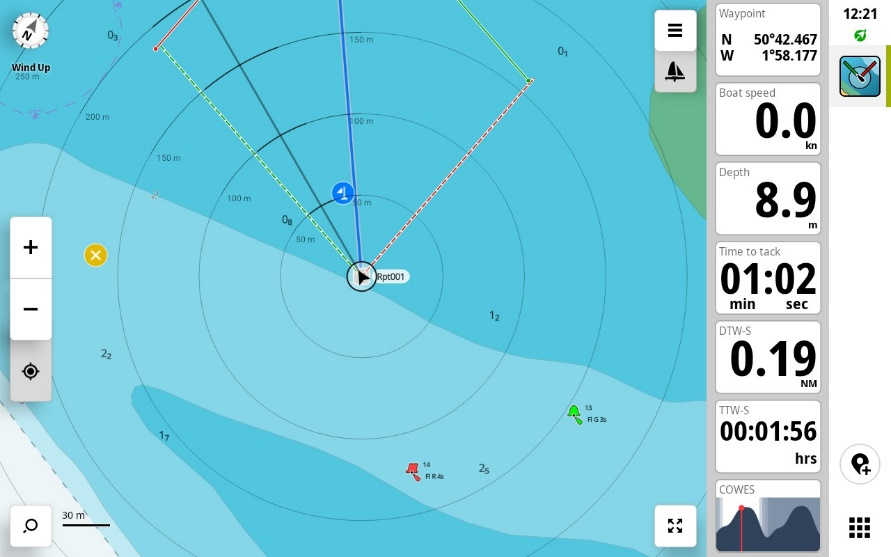 0₃
N
Wind Up
250 m
200 m
150 m
100 m
50 m
150 m
100 m
50 m
0₁
0₈
1
Rpt001
1₂
2₂
1₇
2₅
13
Fl G 3s
14
Fl R 4s
30 m
Waypoint
N 50°42.467
W 1°58.177
Boat speed
0.0
kn
Depth
8.9
m
Time to tack
01:02
min sec
DTW-S
0.19
NM
TTW-S
00:01:56
hrs
COWES
12:21